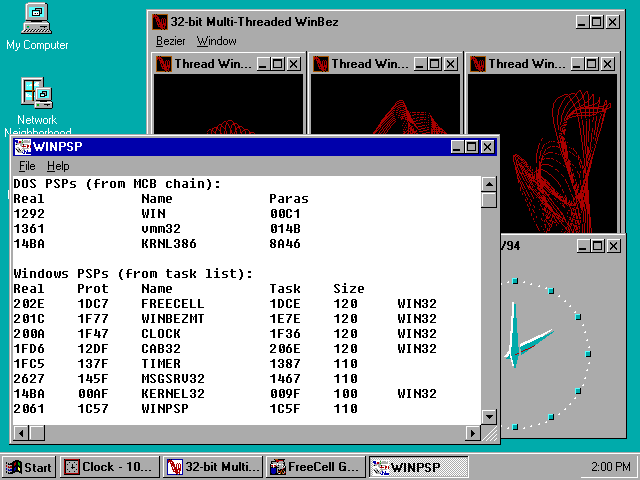 My Computer
Network
Neighborhood
32-bit Multi-Threaded WinBez
Bezier Window
Thread Win...
Thread Win...
Thread Win...
WINPSP
File Help
DOS PSPs (from MCB chain):
Real Name Paras
1292 WIN 00C1
1361 vmm32 014B
14BA KRNL386 8A46
Windows PSPs (from task list):
Real Prot Name Task Size
202E 1DC7 FREECELL 1DCE 120 WIN32
201C 1F77 WINBEZMT 1E7E 120 WIN32
200A 1F47 CLOCK 1F36 120 WIN32
1FD6 12DF CAB32 206E 120 WIN32
1FC5 137F TIMER 1387 110
2627 145F MSGSRV32 1467 110
14BA 00AF KERNEL32 009F 100 WIN32
2061 1C57 WINPSP 1C5F 110
/94
Start
Clock - 10...
32-bit Multi...
FreeCell G...
WINPSP
2:00 PM